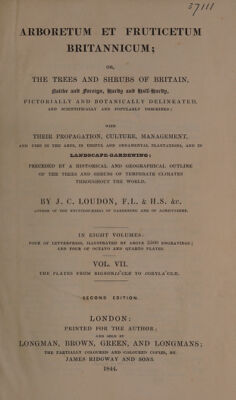 27111
ARBORETUM ET FRUTICETUM
BRITANNICUM;
OR,
THE TREES AND SHRUBS OF BRITAIN,
Native and Foreign, Hardy and Half-Hardy,
PICTORIALLY AND BOTANICALLY DELINEATED,
AND SCIENTIFICALLY AND POPULARLY DESCRIBED;
WITH
THEIR PROPAGATION, CULTURE, MANAGEMENT,
AND USES IN THE ARTS, IN USEFUL AND ORNAMENTAL PLANTATIONS, AND IN
LANDSCAPE-GARDENING;
PRECEDED BY A HISTORICAL AND GEOGRAPHICAL OUTLINE
OF THE TREES AND SHRUBS OF TEMPERATE CLIMATES
THROUGHOUT THE WORLD.
BY J. C. LOUDON, F.L. & H.S. &c.
AUTHOR OF THE ENCYCLOPÆDIAS OF GARDENING AND OF AGRICULTURE.
IN EIGHT VOLUMES:
FOUR OF LETTERPRESS, ILLUSTRATED BY ABOVE 2500 ENGRAVINGS;
AND FOUR OF OCTAVO AND QUARTO PLATES.
VOL. VII.
THE PLATES FROM BIGNONIA'CEÆ TO CORYLA'CEÆ.
SECOND EDITION.
LONDON:
PRINTED FOR THE AUTHOR;
AND SOLD BY
LONGMAN, BROWN, GREEN, AND LONGMANS;
THE PARTIALLY COLOURED AND COLOURED COPIES, BY
JAMES RIDGWAY AND SONS.
1844.